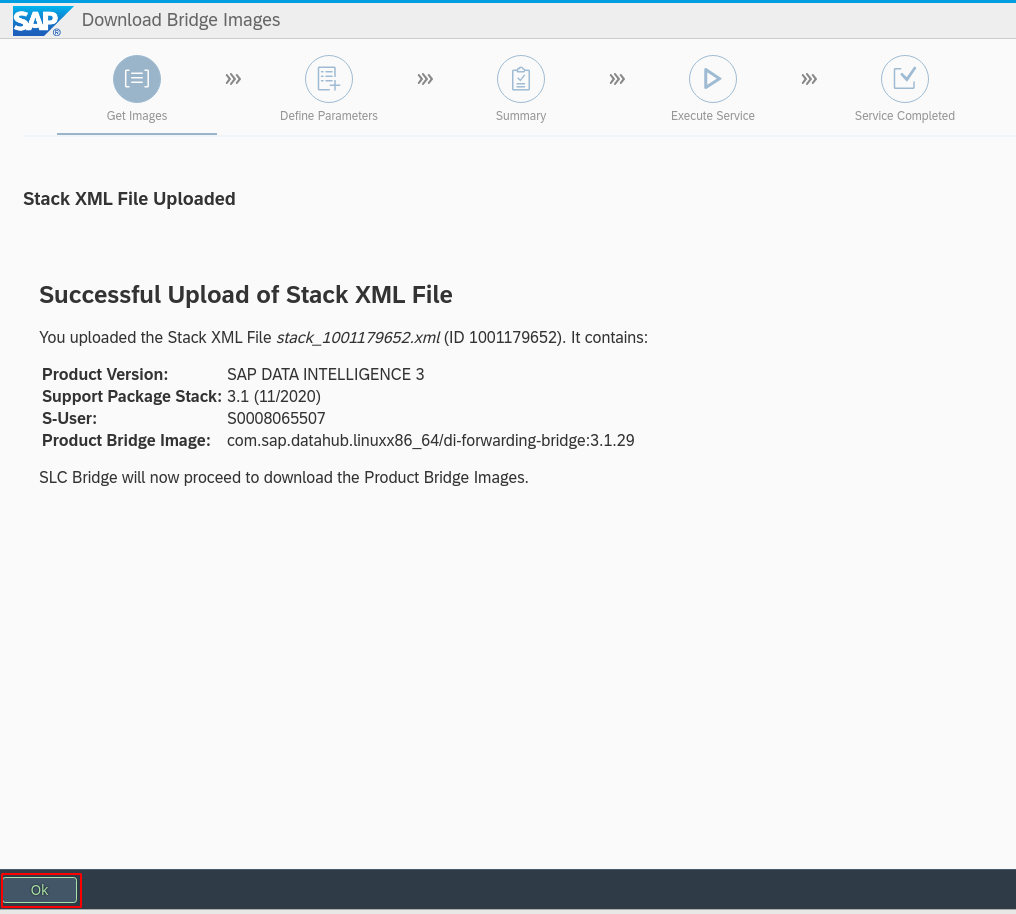 SAP® Download Bridge Images
Get Images
Define Parameters
Summary
Execute Service
Service Completed
Stack XML File Uploaded
Successful Upload of Stack XML File
You uploaded the Stack XML File stack_1001179652.xml (ID 1001179652). It contains:
Product Version: SAP DATA INTELLIGENCE 3
Support Package Stack: 3.1 (11/2020)
S-User: S0008065507
Product Bridge Image: com.sap.datahub.linuxx86_64/di-forwarding-bridge:3.1.29
SLC Bridge will now proceed to download the Product Bridge Images.
Ok